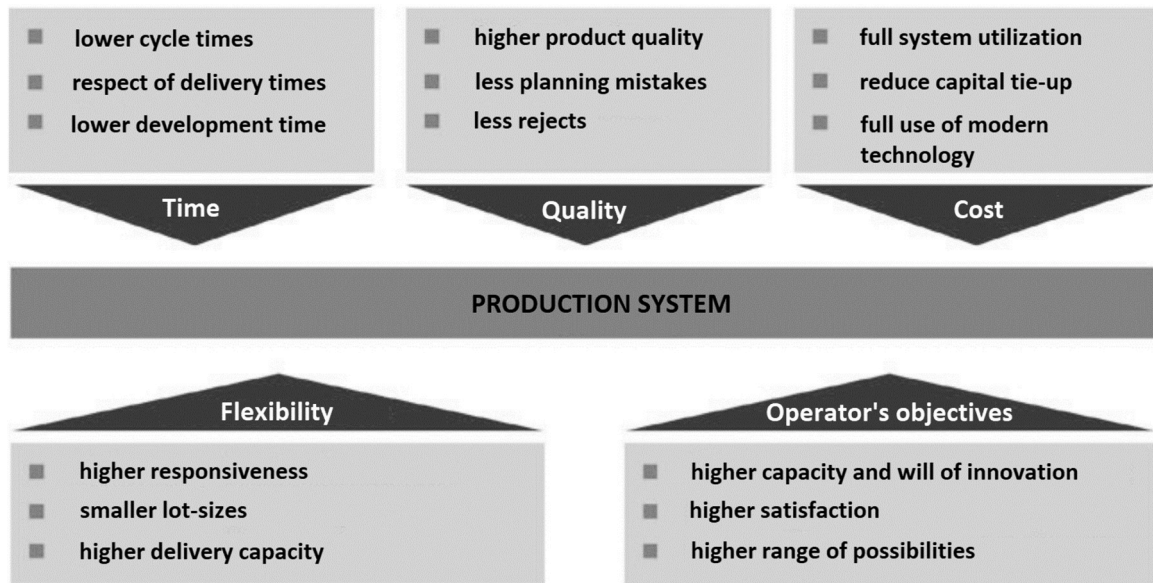 lower cycle times
respect of delivery times
lower development time
Time
higher product quality
less planning mistakes
less rejects
Quality
full system utilization
reduce capital tie-up
full use of modern
technology
Cost
PRODUCTION SYSTEM
Flexibility
higher responsiveness
smaller lot-sizes
higher delivery capacity
Operator's objectives
higher capacity and will of innovation
higher satisfaction
higher range of possibilities